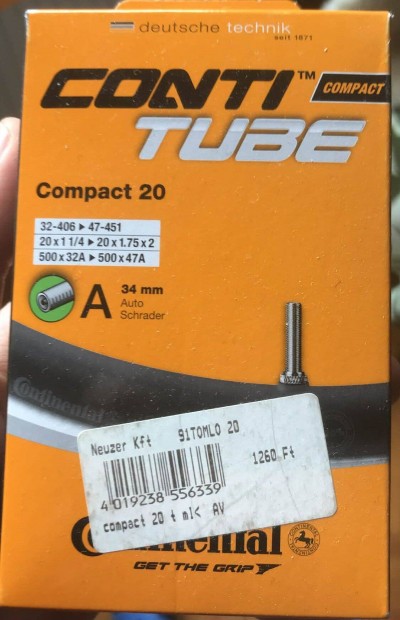 deutsche technik
seit 1871
CONTI™ COMPACT
TUBE
Compact 20
32-406 ▸ 47-451
20 x 1 1/4 ▸ 20 x 1.75 x 2
500 x 32A ▸ 500 x 47A
A
34 mm
Auto
Schrader
Continental
Neuzer Kft 91TOMLO 20
1260 Ft
4 019238 556339
compact 20 t ml< AV
Continental
GET THE GRIP